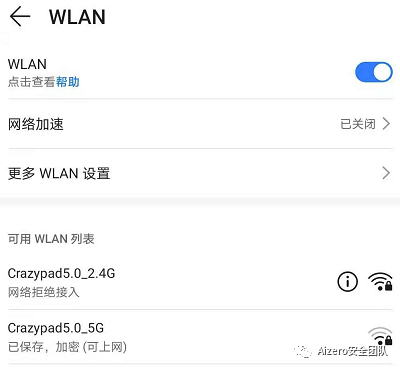 WLAN
WLAN
点击查看帮助
网络加速
已关闭
更多 WLAN 设置
可用 WLAN 列表
Crazypad5.0_2.4G
网络拒绝接入
Crazypad5.0_5G
已保存，加密 (可上网)
Aizero安全团队